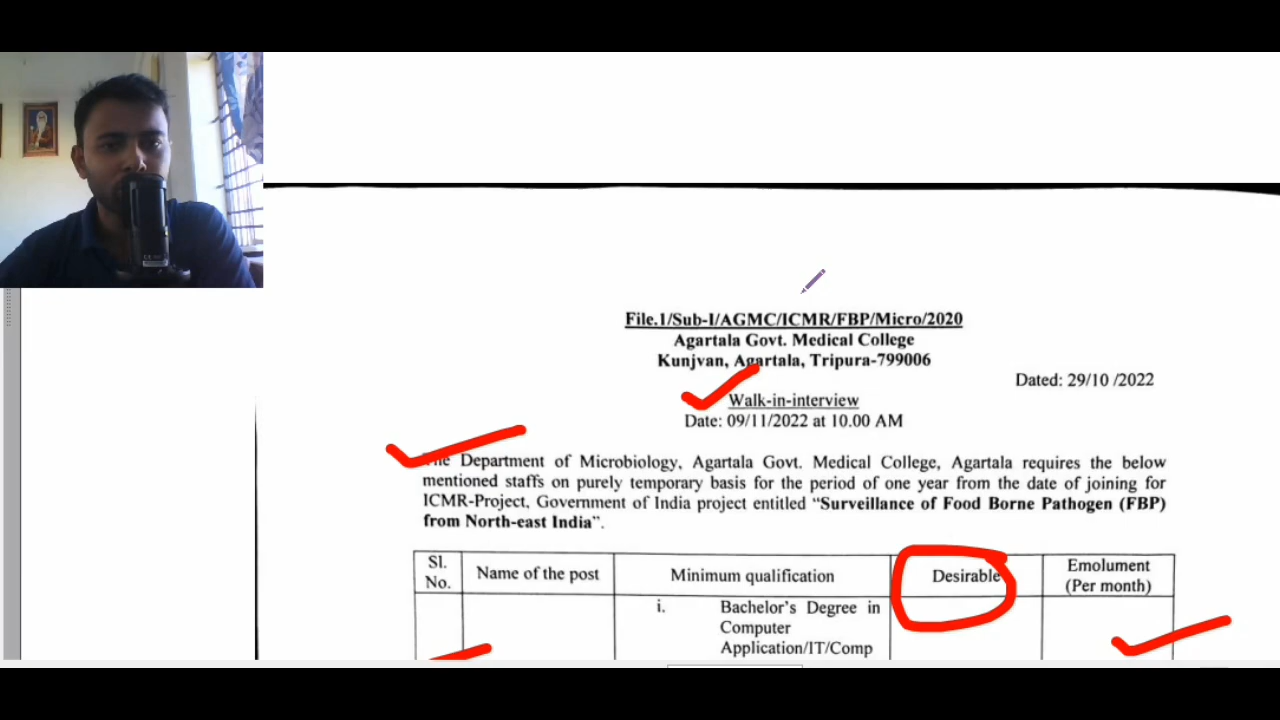 File.1/Sub-I/AGMC/ICMR/FBP/Micro/2020
Agartala Govt. Medical College
Kunjvan, Agartala, Tripura-799006
Dated: 29/10 /2022
Walk-in-interview
Date: 09/11/2022 at 10.00 AM
The Department of Microbiology, Agartala Govt. Medical College, Agartala requires the below
mentioned staffs on purely temporary basis for the period of one year from the date of joining for
ICMR-Project, Government of India project entitled “Surveillance of Food Borne Pathogen (FBP)
from North-east India”.
Sl. No.
Name of the post
Minimum qualification
Desirable
Emolument (Per month)
i. Bachelor's Degree in
Computer
Application/IT/Comp